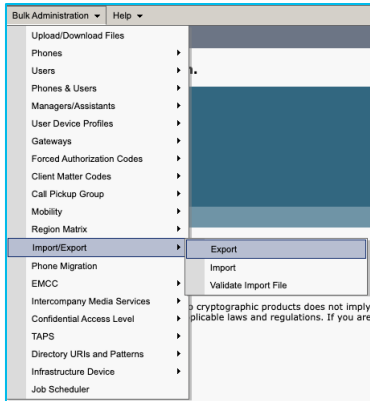 Bulk Administration Help
Upload/Download Files
Phones
Users
Phones & Users
Managers/Assistants
User Device Profiles
Gateways
Forced Authorization Codes
Client Matter Codes
Call Pickup Group
Mobility
Region Matrix
Import/Export
Export
Phone Migration
Import
EMCC
Validate Import File
Intercompany Media Services
cryptographic products does not imply
Confidential Access Level
applicable laws and regulations. If you are
TAPS
Directory URIs and Patterns
Infrastructure Device
Job Scheduler